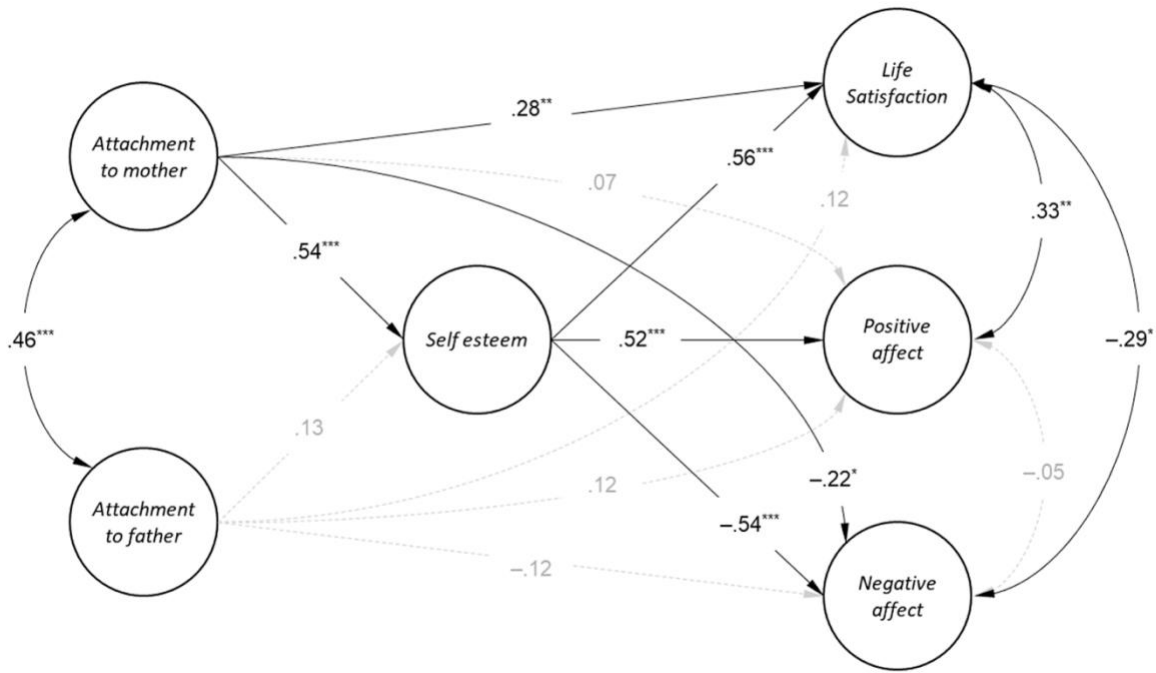 Life
Satisfaction
.28**
Attachment
to mother
.56***
.07
.12
.33**
.54***
.46***
Self esteem
.52***
Positive
affect
–.29*
.13
.12
–.22*
–.05
Attachment
to father
–.54***
–.12
Negative
affect